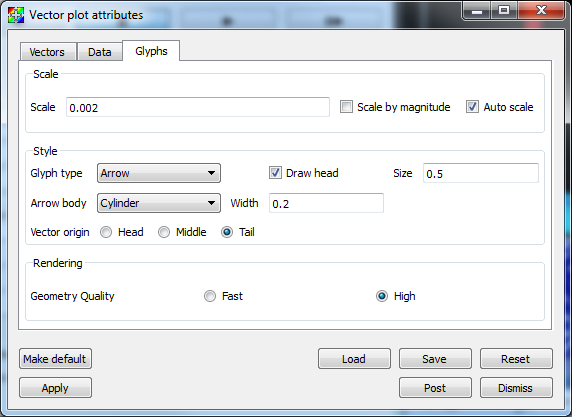 Vector plot attributes
Vectors Data Glyphs
Scale
Scale 0.002 Scale by magnitude Auto scale
Style
Glyph type Arrow Draw head Size 0.5
Arrow body Cylinder Width 0.2
Vector origin Head Middle Tail
Rendering
Geometry Quality Fast High
Make default Load Save Reset
Apply Post Dismiss